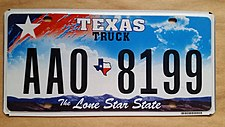 TEXAS
TRUCK
AA0 8199
The Lone Star State